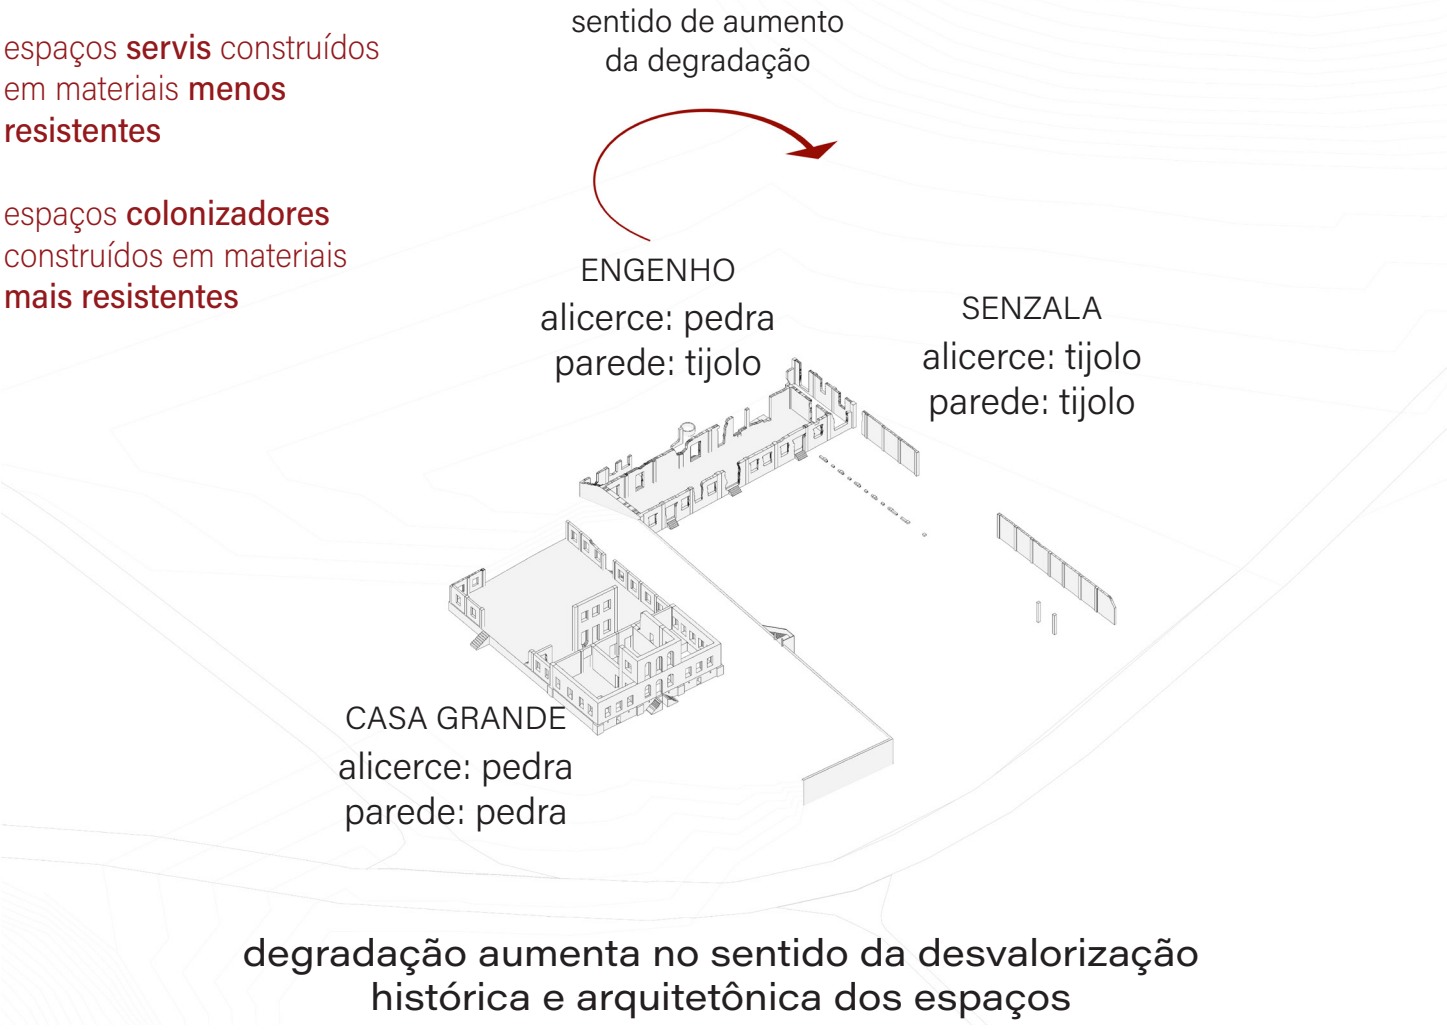 espaços servis construídos
em materiais menos
resistentes
espaços colonizadores
construídos em materiais
mais resistentes
sentido de aumento
da degradação
ENGENHO
alicerce: pedra
parede: tijolo
SENZALA
alicerce: tijolo
parede: tijolo
CASA GRANDE
alicerce: pedra
parede: pedra
degradação aumenta no sentido da desvalorização
histórica e arquitetônica dos espaços